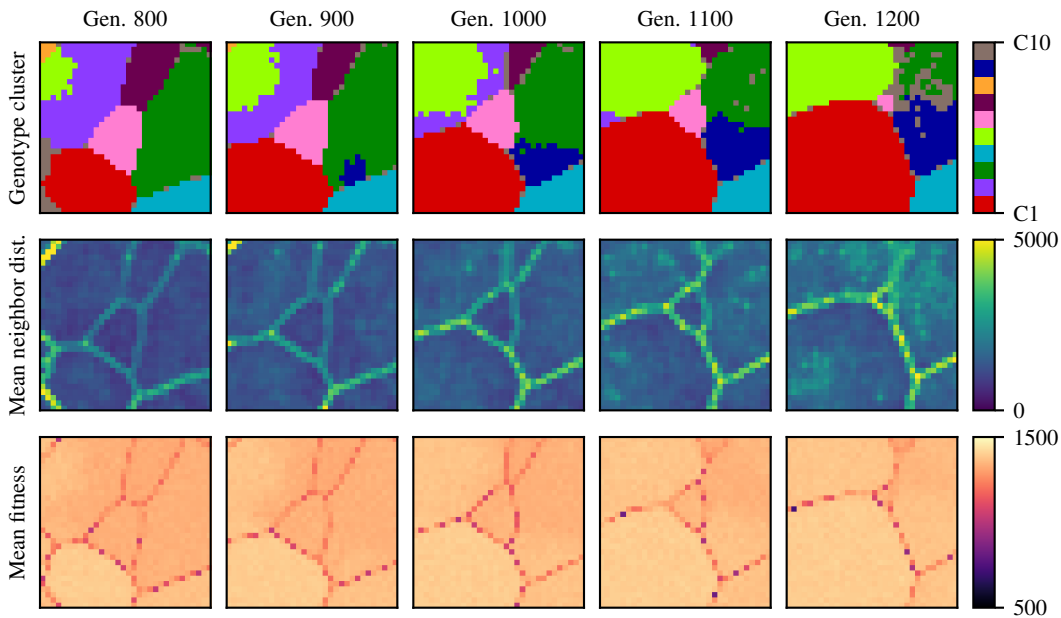 Gen. 800 Gen. 900 Gen. 1000 Gen. 1100 Gen. 1200
Genotype cluster
C10
C1
Mean neighbor dist.
5000
0
Mean fitness
1500
500